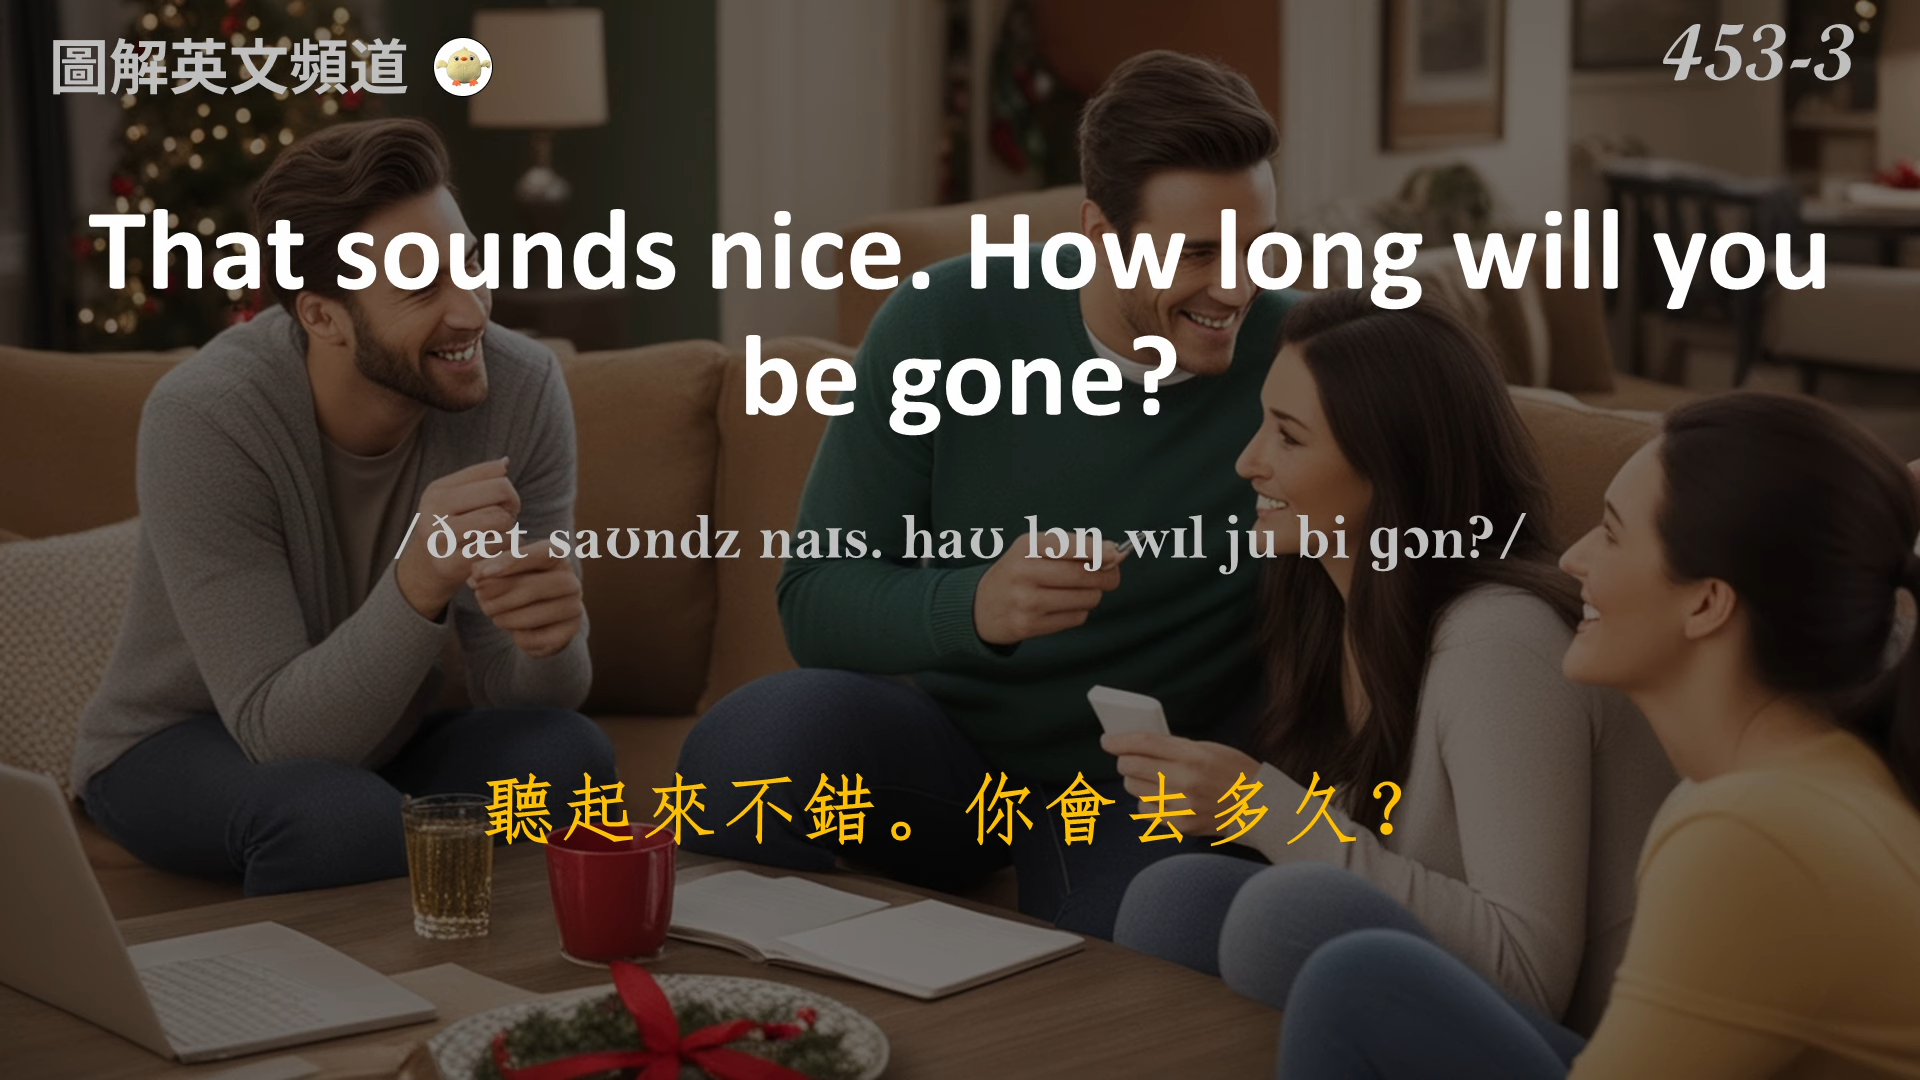 圖解英文頻道
453-3
That sounds nice. How long will you
be gone?
/ðæt saʊndz naɪs. haʊ lɔŋ wɪl ju bi ɡɔn?/
聽起來不錯。你會去多久？